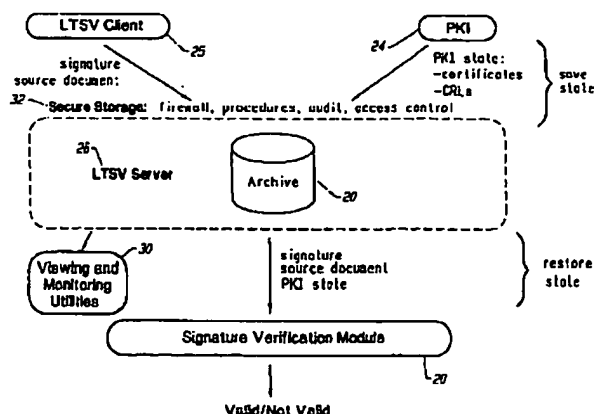 LTSV Client
25
PKI
24
signature
source document:
PKI state:
-certificates
-CRLs
save
state
32
Secure Storage: firewall, procedures, audit, access control
26
LTSV Server
Archive
20
30
Viewing and
Monitoring
Utilities
signature
source document
PKI state
restore
state
Signature Verification Module
20
Valid/Not Valid